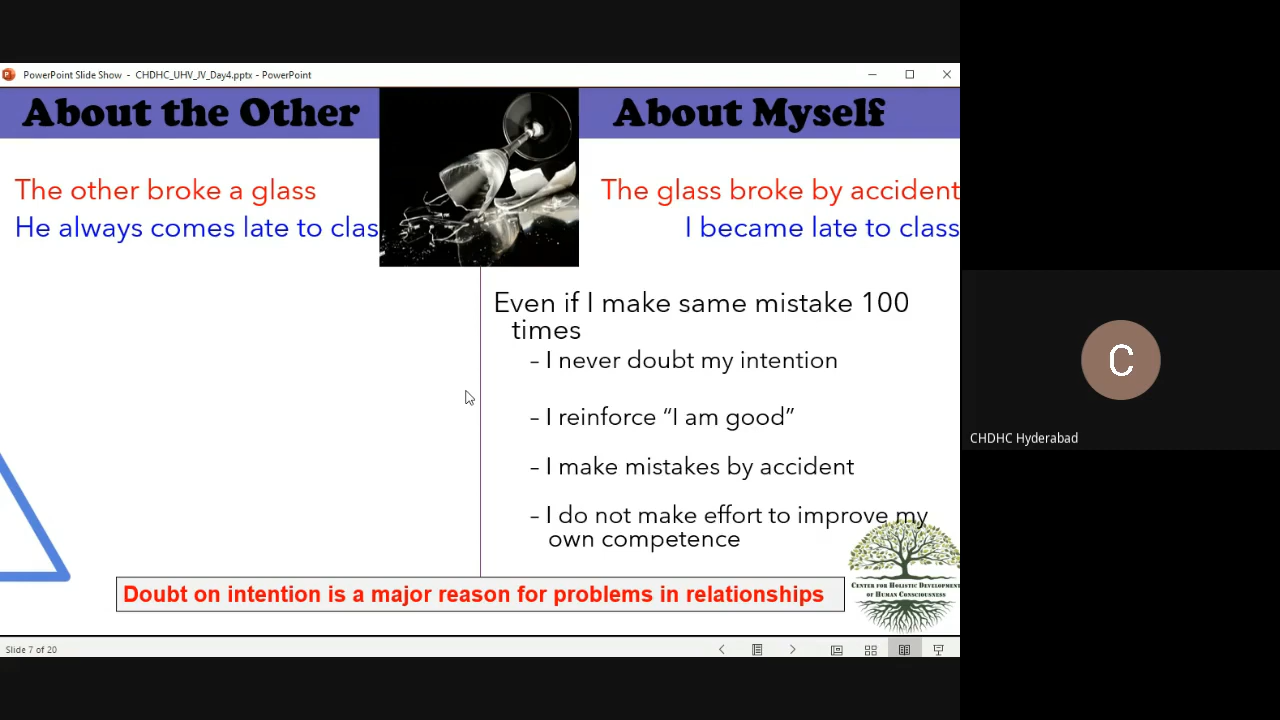 PowerPoint Slide Show - CHDHC_UHV_JV_Day4.pptx - PowerPoint
About the Other
About Myself
The other broke a glass
The glass broke by accident
He always comes late to clas
I became late to class
Even if I make same mistake 100
times
– I never doubt my intention
– I reinforce “I am good”
– I make mistakes by accident
– I do not make effort to improve my
own competence
Doubt on intention is a major reason for problems in relationships
CENTER FOR HOLISTIC DEVELOPMENT
OF HUMAN CONSCIOUSNESS
Slide 7 of 20
C
CHDHC Hyderabad